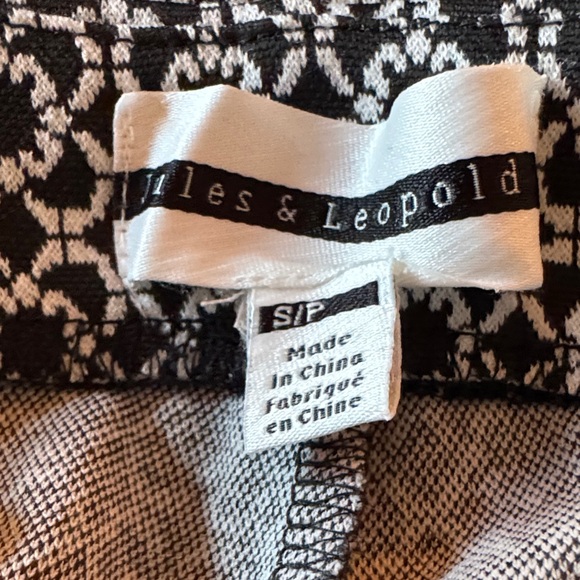 Jules & Leopold
S/P
Made
In China
Fabriqué
en Chine